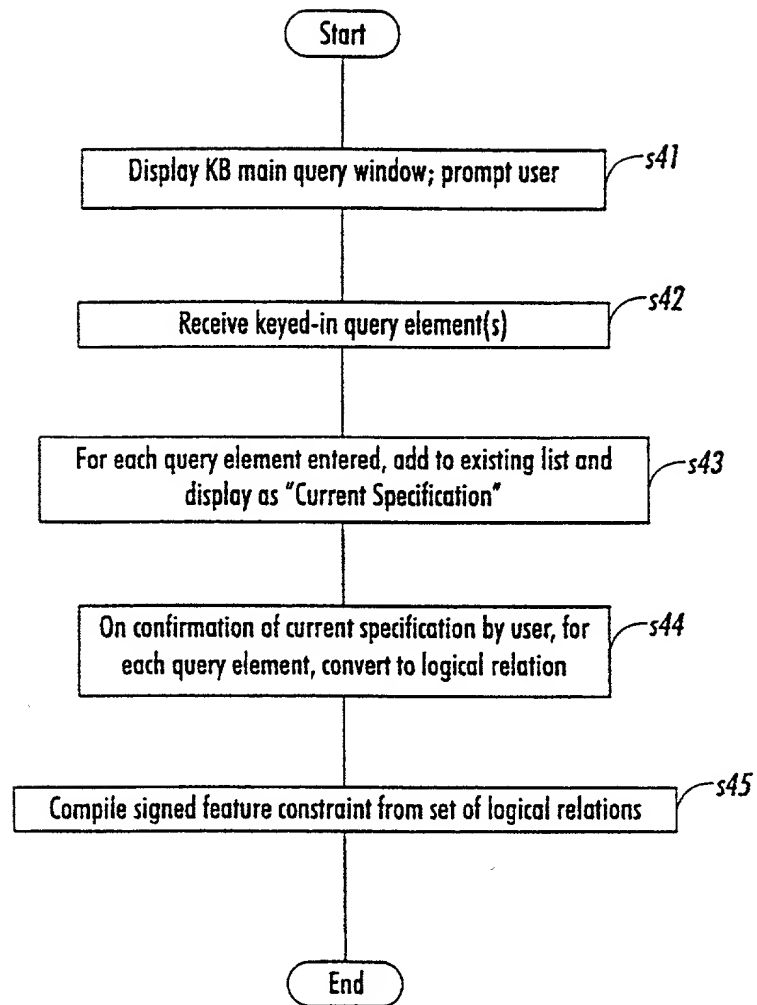 Start
Display KB main query window; prompt user
s41
Receive keyed-in query element(s)
s42
For each query element entered, add to existing list and
display as "Current Specification"
s43
On confirmation of current specification by user, for
each query element, convert to logical relation
s44
Compile signed feature constraint from set of logical relations
s45
End